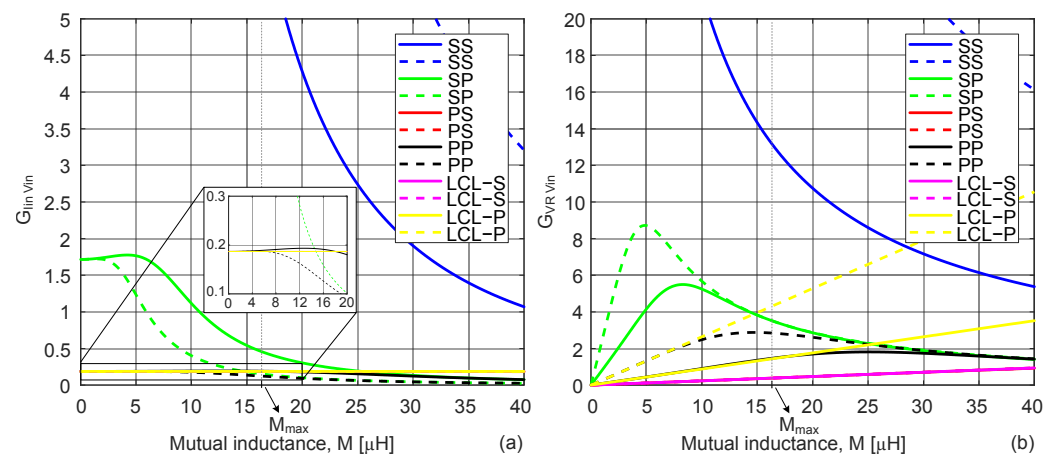 5
4.5
4
3.5
3
2.5
2
1.5
1
0.5
0
G_Iin Vin
SS
SS
SP
SP
PS
PS
PP
PP
LCL−S
LCL−S
LCL−P
LCL−P
0.3
0.2
0.1
0 4 8 12 16 20
0 5 10 15 20 25 30 35 40
M_max
Mutual inductance, M [μH] (a)
20
18
16
14
12
10
8
6
4
2
0
G_VR Vin
SS
SS
SP
SP
PS
PS
PP
PP
LCL−S
LCL−S
LCL−P
LCL−P
0 5 10 15 20 25 30 35 40
M_max
Mutual inductance, M [μH] (b)